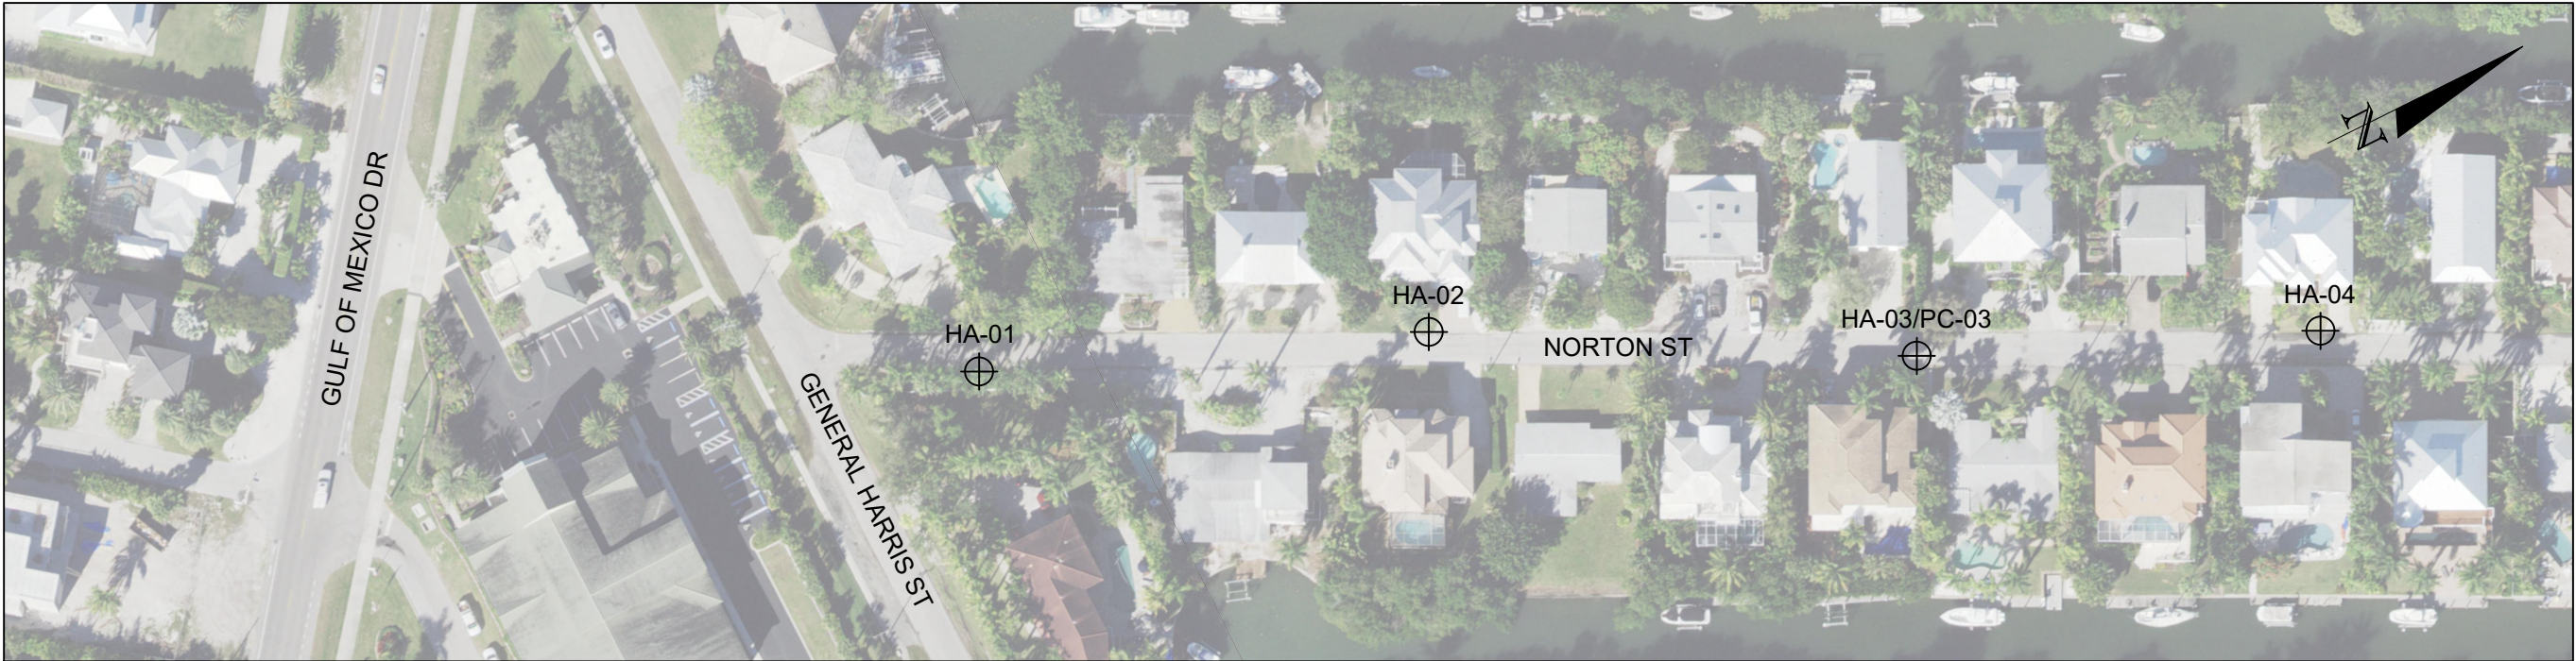 GULF OF MEXICO DR
GENERAL HARRIS ST
HA-01
HA-02
NORTON ST
HA-03/PC-03
HA-04
N